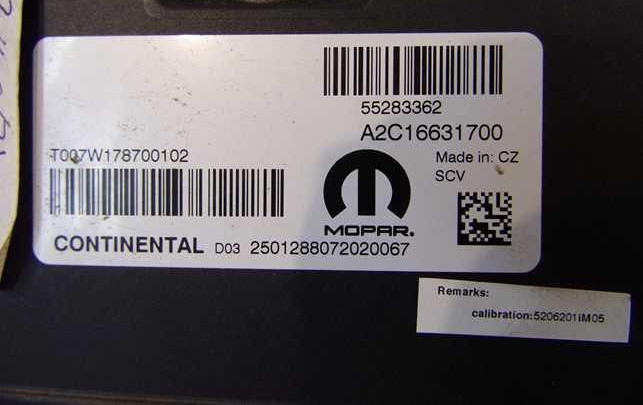 55283362
A2C16631700
T007W178700102
Made in: CZ
SCV
MOPAR.
CONTINENTAL D03 2501288072020067
Remarks:
calibration:5206201iM05